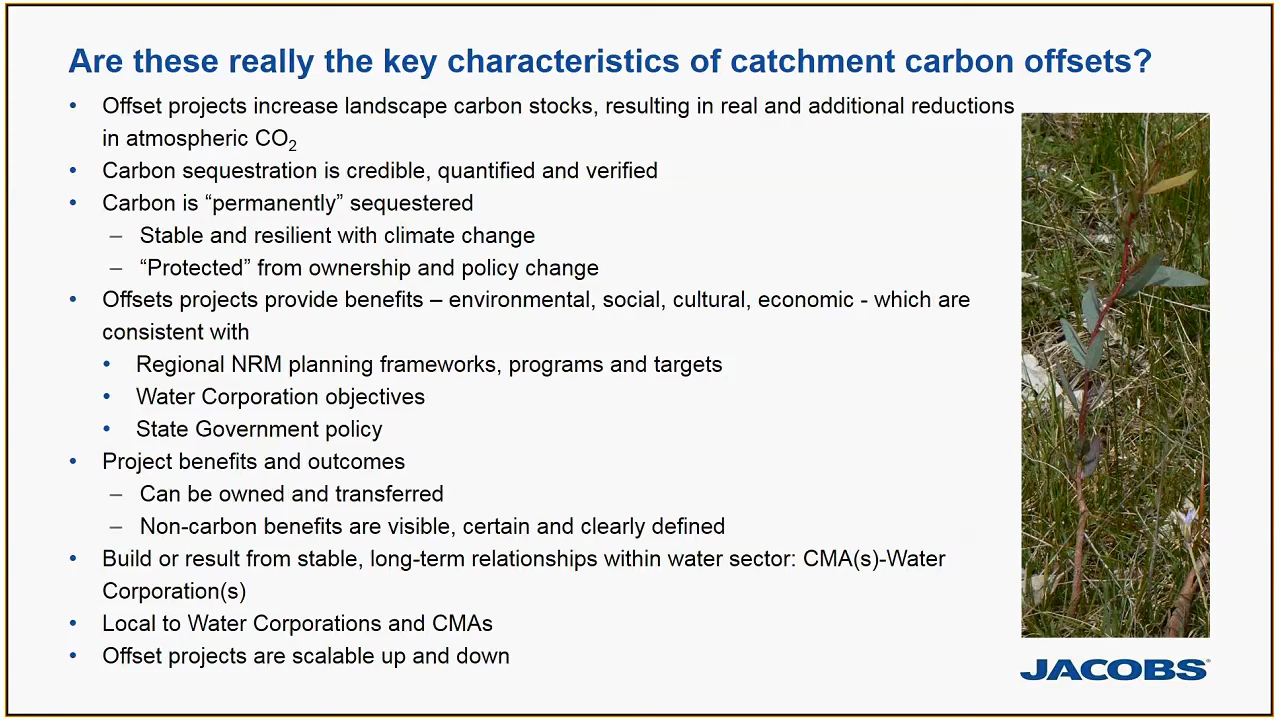 Are these really the key characteristics of catchment carbon offsets?
• Offset projects increase landscape carbon stocks, resulting in real and additional reductions
in atmospheric CO₂
• Carbon sequestration is credible, quantified and verified
• Carbon is “permanently” sequestered
– Stable and resilient with climate change
– “Protected” from ownership and policy change
• Offsets projects provide benefits – environmental, social, cultural, economic - which are
consistent with
• Regional NRM planning frameworks, programs and targets
• Water Corporation objectives
• State Government policy
• Project benefits and outcomes
– Can be owned and transferred
– Non-carbon benefits are visible, certain and clearly defined
• Build or result from stable, long-term relationships within water sector: CMA(s)-Water
Corporation(s)
• Local to Water Corporations and CMAs
• Offset projects are scalable up and down
JACOBS